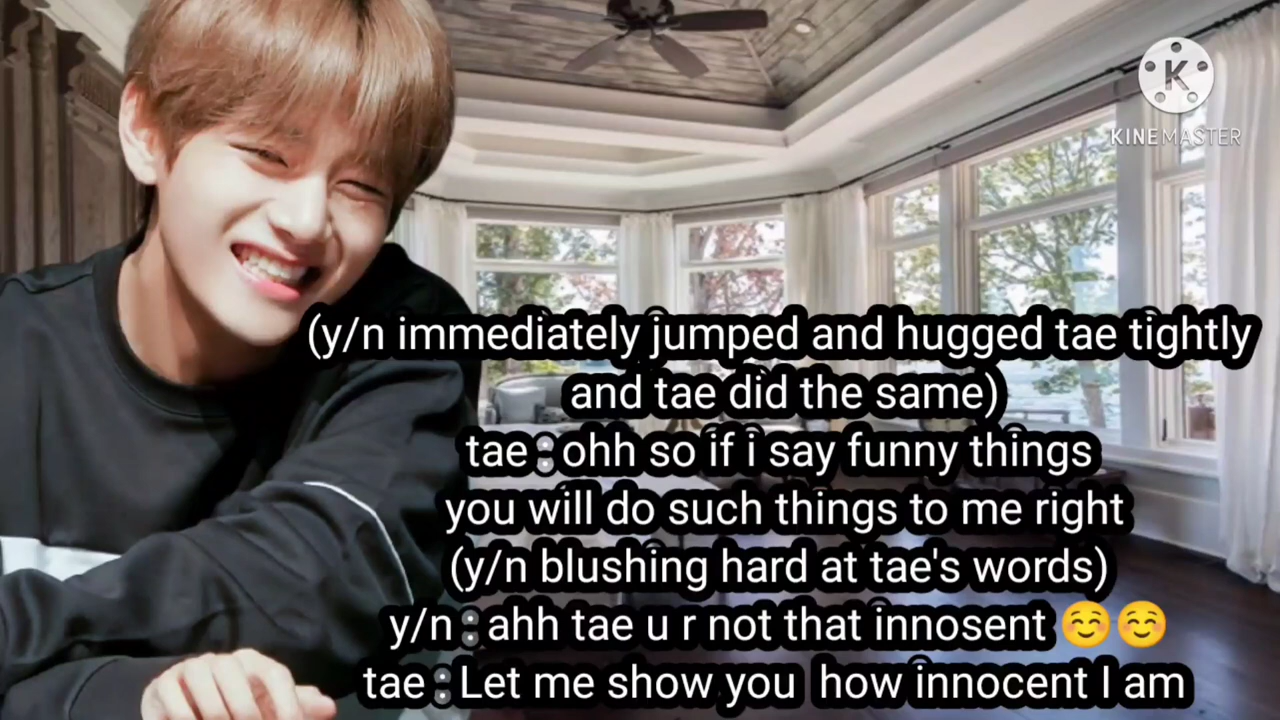 KINEMASTER
(y/n immediately jumped and hugged tae tightly
and tae did the same)
tae : ohh so if i say funny things
you will do such things to me right
(y/n blushing hard at tae's words)
y/n : ahh tae u r not that innosent ☺️☺️
tae : Let me show you  how innocent I am